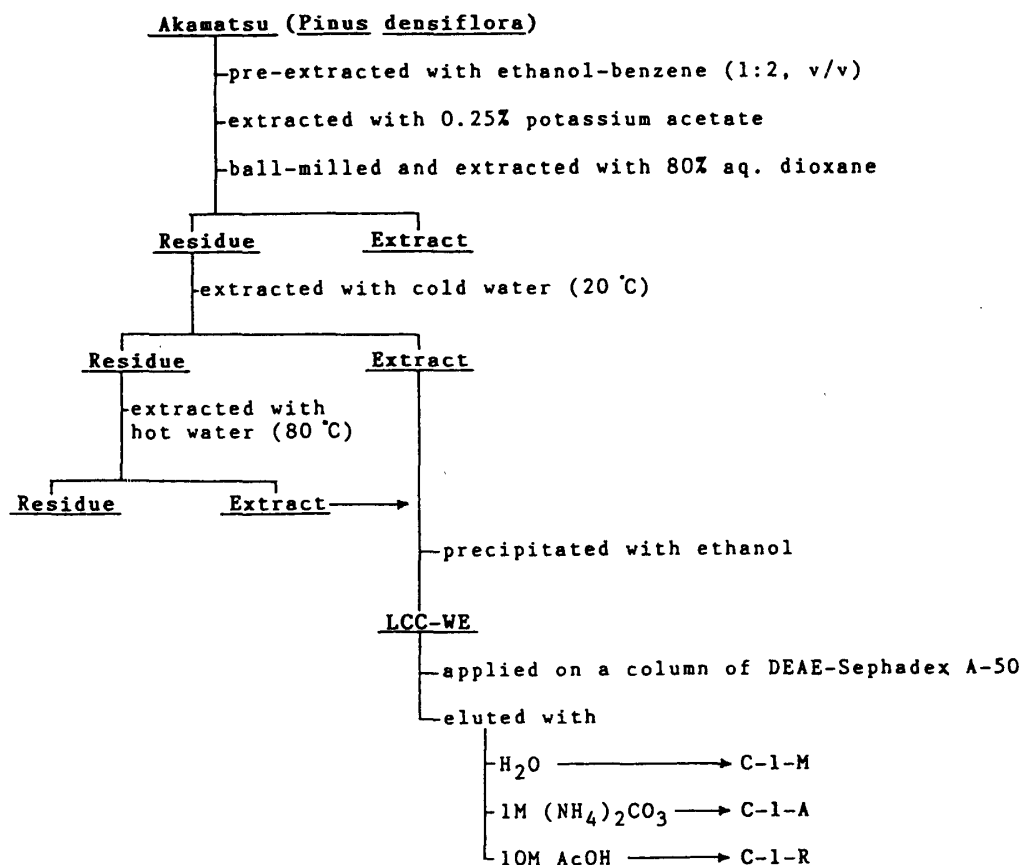 Akamatsu (Pinus densiflora)
pre-extracted with ethanol-benzene (1:2, v/v)
extracted with 0.25% potassium acetate
ball-milled and extracted with 80% aq. dioxane
Residue Extract
extracted with cold water (20 °C)
Residue Extract
extracted with
hot water (80 °C)
Residue Extract
precipitated with ethanol
LCC-WE
applied on a column of DEAE-Sephadex A-50
eluted with
H2O C-1-M
1M (NH4)2CO3 C-1-A
10M AcOH C-1-R